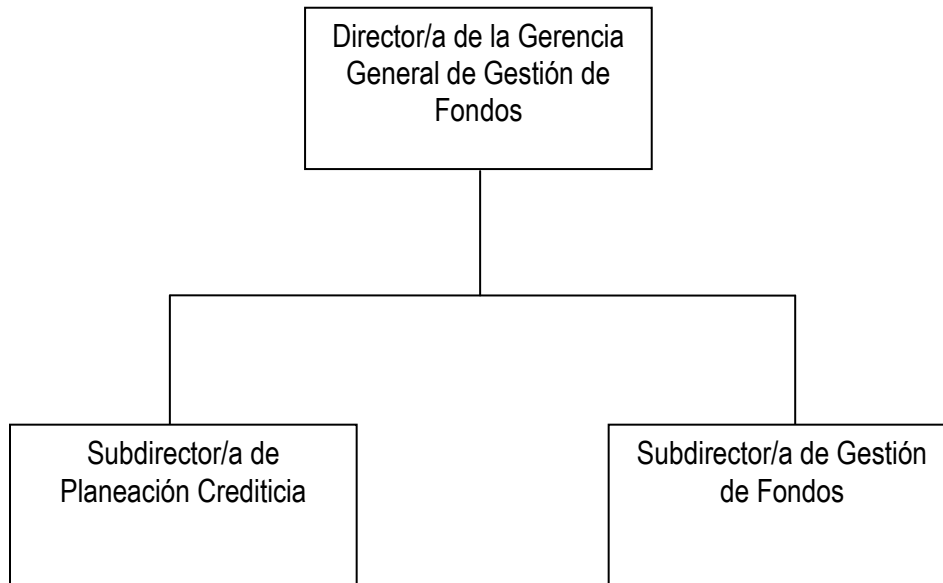 Director/a de la Gerencia
General de Gestión de
Fondos
Subdirector/a de
Planeación Crediticia
Subdirector/a de Gestión
de Fondos